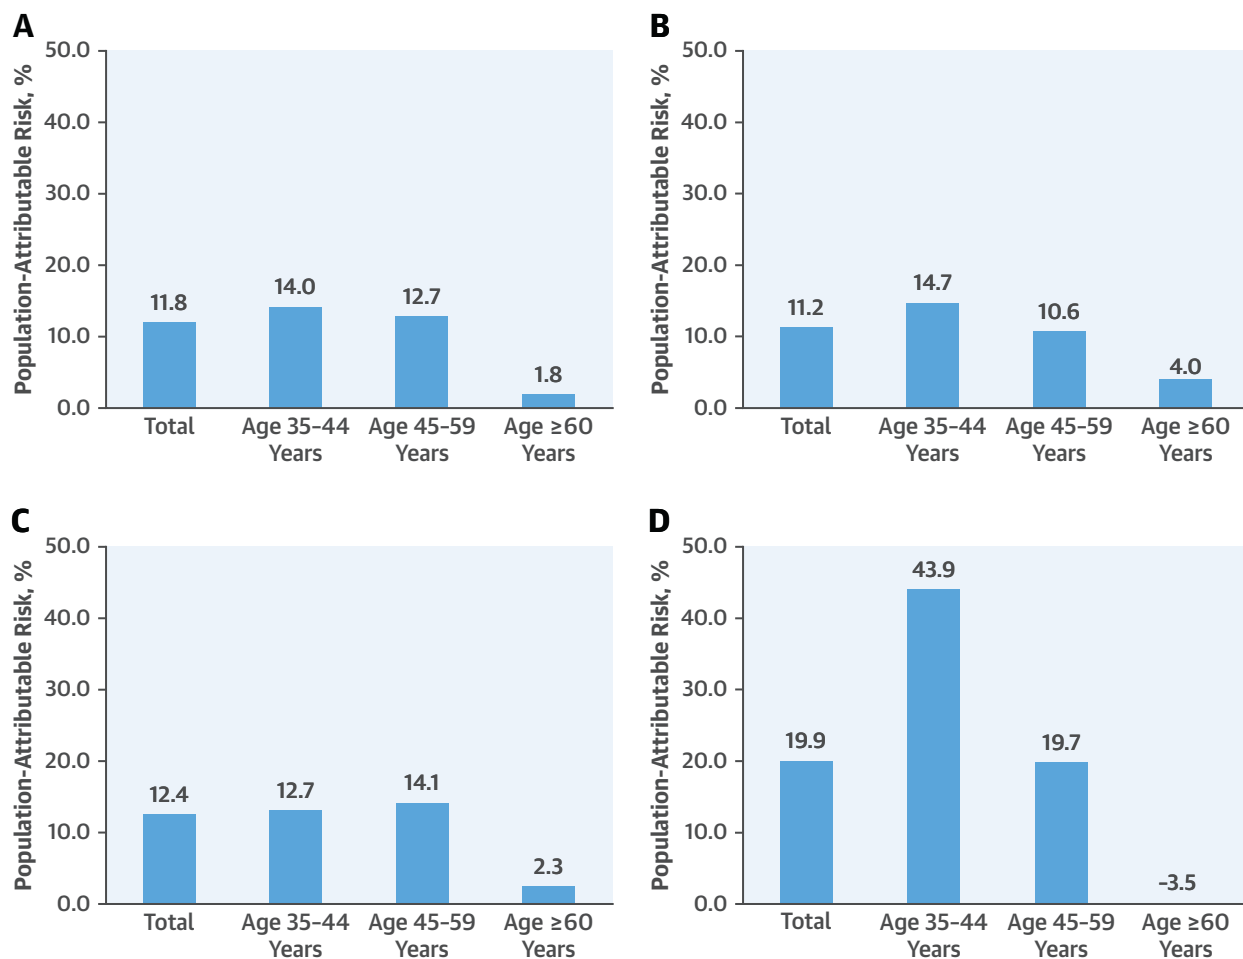 A
Population-Attributable Risk, %
50.0
40.0
30.0
20.0
10.0
0.0
11.8
14.0
12.7
1.8
Total
Age 35–44
Years
Age 45–59
Years
Age ≥60
Years
B
Population-Attributable Risk, %
50.0
40.0
30.0
20.0
10.0
0.0
11.2
14.7
10.6
4.0
Total
Age 35–44
Years
Age 45–59
Years
Age ≥60
Years
C
Population-Attributable Risk, %
50.0
40.0
30.0
20.0
10.0
0.0
12.4
12.7
14.1
2.3
Total
Age 35–44
Years
Age 45–59
Years
Age ≥60
Years
D
Population-Attributable Risk, %
50.0
40.0
30.0
20.0
10.0
0.0
19.9
43.9
19.7
–3.5
Total
Age 35–44
Years
Age 45–59
Years
Age ≥60
Years